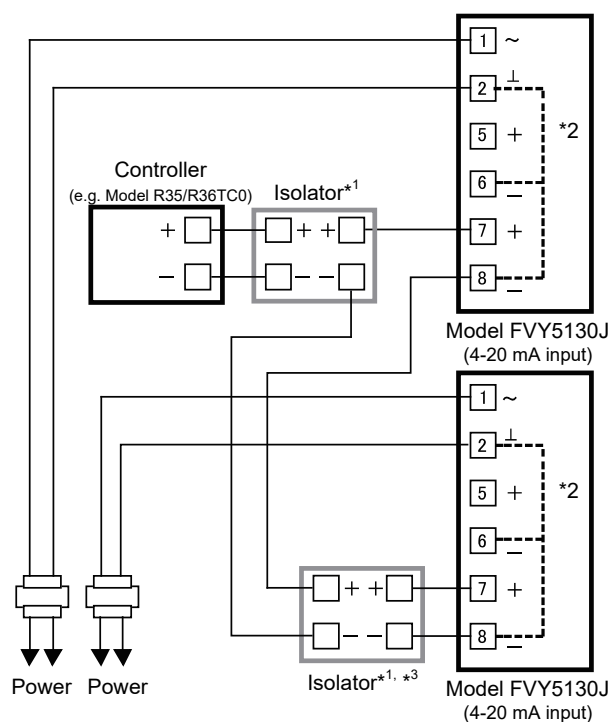 1 ~
2 ⊥
5 + *2
6 −
7 +
8 −
Controller
(e.g. Model R35/R36TC0)
Isolator*1
+ + +
− − −
Model FVY5130J
(4-20 mA input)
1 ~
2 ⊥
5 + *2
6 −
7 +
8 −
+ +
− −
Isolator*1, *3
Power Power
Model FVY5130J
(4-20 mA input)